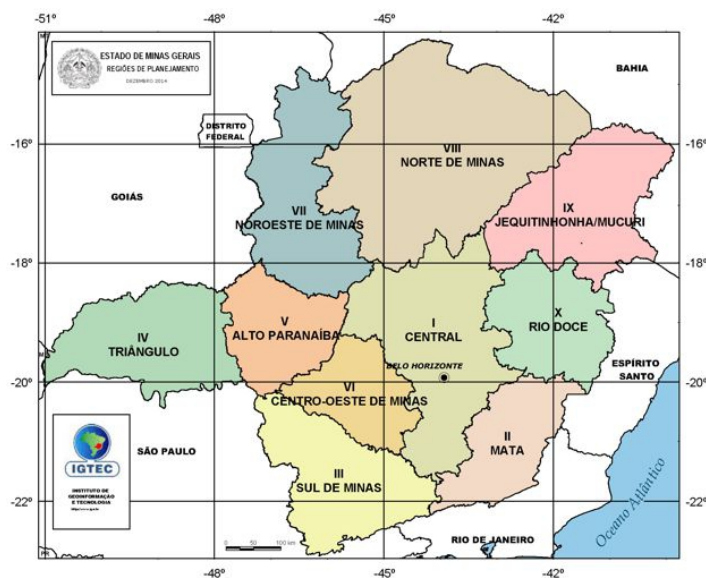 -51°
-48°
-45°
-42°
ESTADO DE MINAS GERAIS
REGIÕES DE PLANEJAMENTO
DEZEMBRO 2014
BAHIA
DISTRITO
FEDERAL
-16°
-16°
VIII
NORTE DE MINAS
GOIÁS
VII
NOROESTE DE MINAS
IX
JEQUITINHONHA/MUCURI
-18°
-18°
V
ALTO PARANAÍBA
I
CENTRAL
X
RIO DOCE
IV
TRIÂNGULO
BELO HORIZONTE
ESPÍRITO
SANTO
-20°
-20°
VI
CENTRO-OESTE DE MINAS
II
MATA
SÃO PAULO
IGTEC
INSTITUTO DE
GEOINFORMAÇÃO
E TECNOLOGIA
III
SUL DE MINAS
-22°
-22°
Oceano Atlântico
RIO DE JANEIRO
0 50 100 km
PR
-48°
-45°
-42°